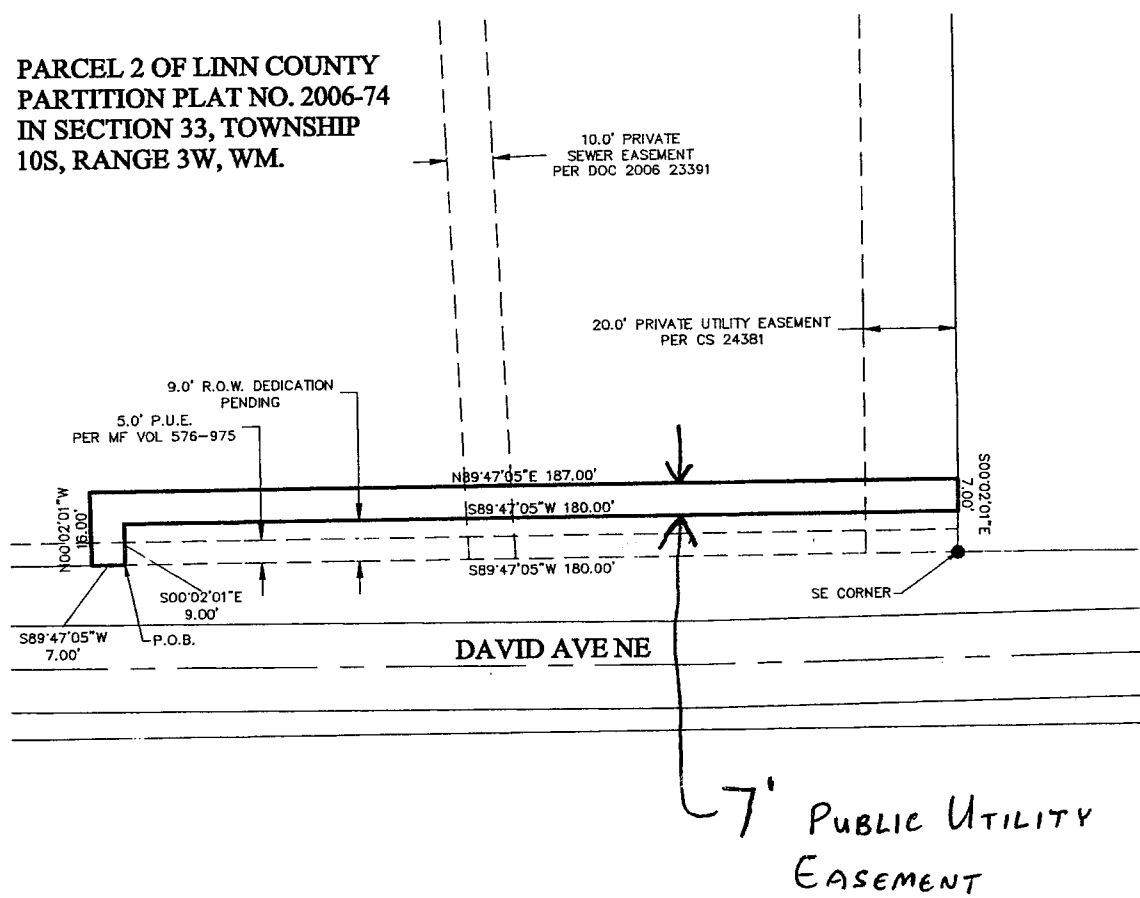 PARCEL 2 OF LINN COUNTY
PARTITION PLAT NO. 2006-74
IN SECTION 33, TOWNSHIP
10S, RANGE 3W, WM.
10.0' PRIVATE
SEWER EASEMENT
PER DOC 2006 23391
20.0' PRIVATE UTILITY EASEMENT
PER CS 24381
9.0' R.O.W. DEDICATION
PENDING
5.0' P.U.E.
PER MF VOL 576-975
N89°47'05"E 187.00'
S00°02'01"E
7.00'
N00°02'01"W
16.00'
S89°47'05"W 180.00'
S89°47'05"W 180.00'
S00°02'01"E
9.00'
SE CORNER
S89°47'05"W
7.00'
P.O.B.
DAVID AVE NE
7' PUBLIC UTILITY
EASEMENT